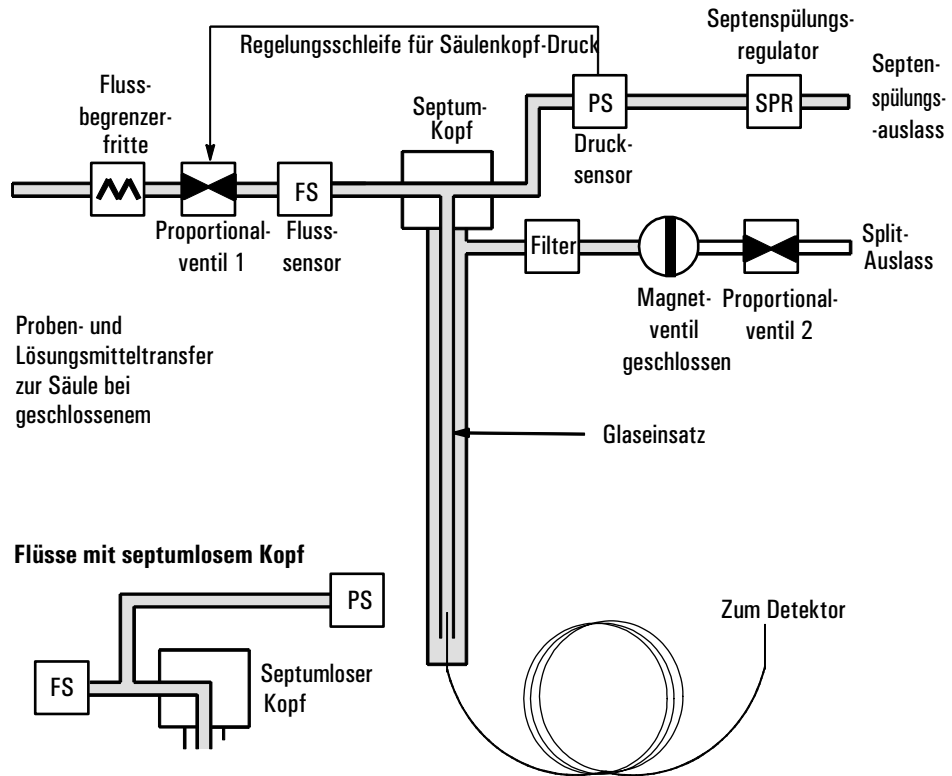 Septenspülungs-
regulator
Regelungsschleife für Säulenkopf-Druck
Septen-
spülungs-
-auslass
Fluss-
begrenzer-
fritte
Septum-
Kopf
PS
SPR
Druck-
sensor
FS
Proportional-
ventil 1
Fluss-
sensor
Filter
Split-
Auslass
Magnet-
ventil
geschlossen
Proportional-
ventil 2
Proben- und
Lösungsmitteltransfer
zur Säule bei
geschlossenem
Glaseinsatz
Flüsse mit septumlosem Kopf
PS
Zum Detektor
FS
Septumloser
Kopf